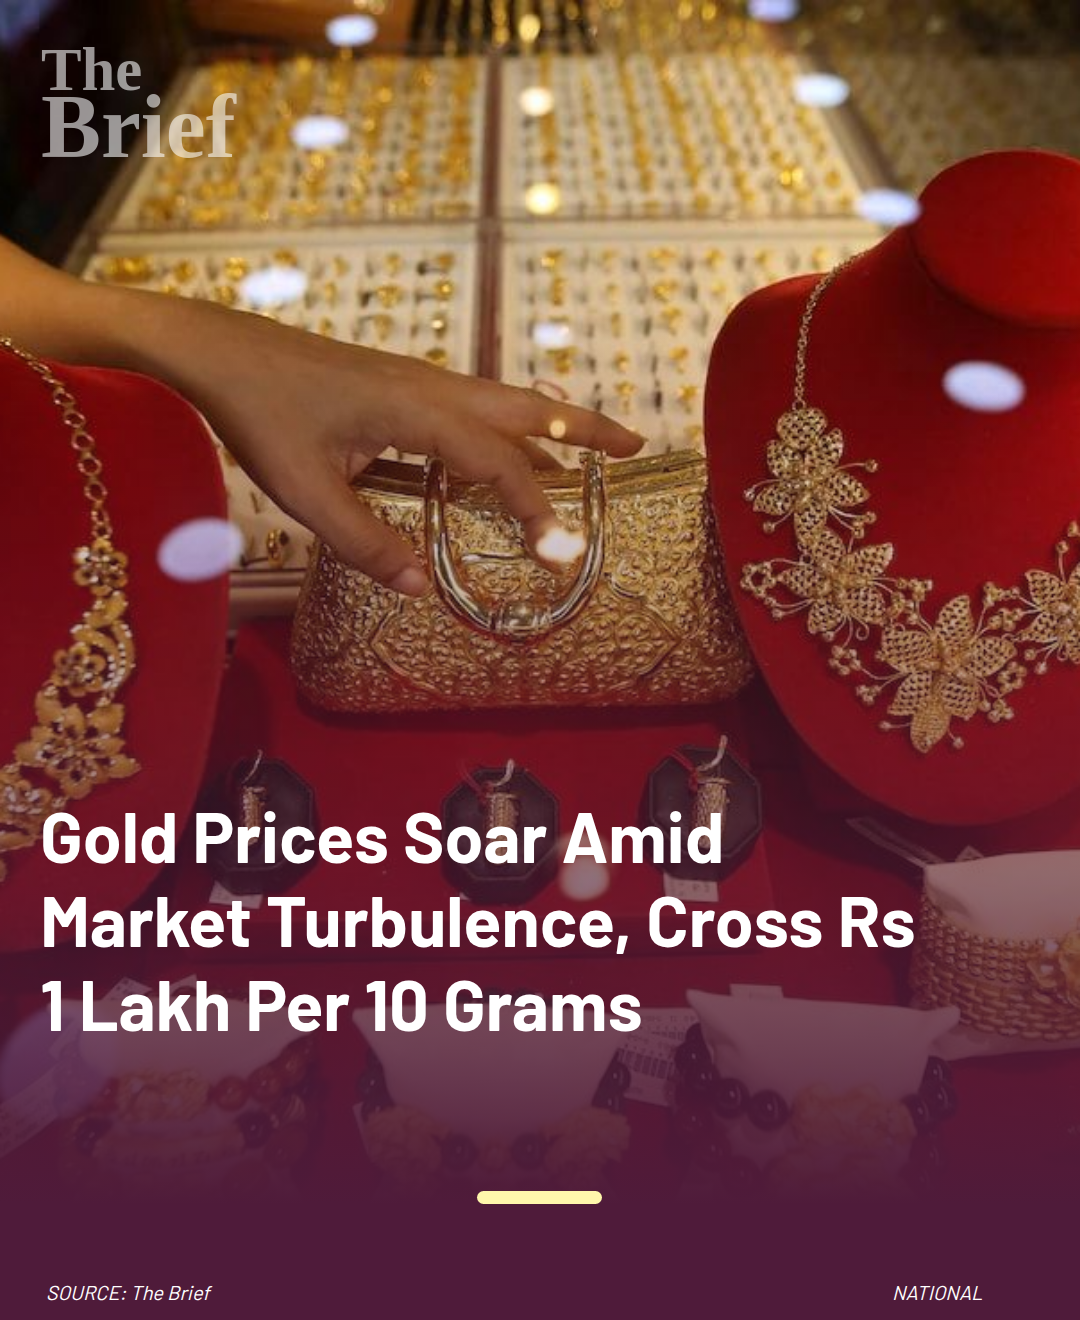 The
Brief
Gold Prices Soar Amid
Market Turbulence, Cross Rs
1 Lakh Per 10 Grams
SOURCE: The Brief
NATIONAL